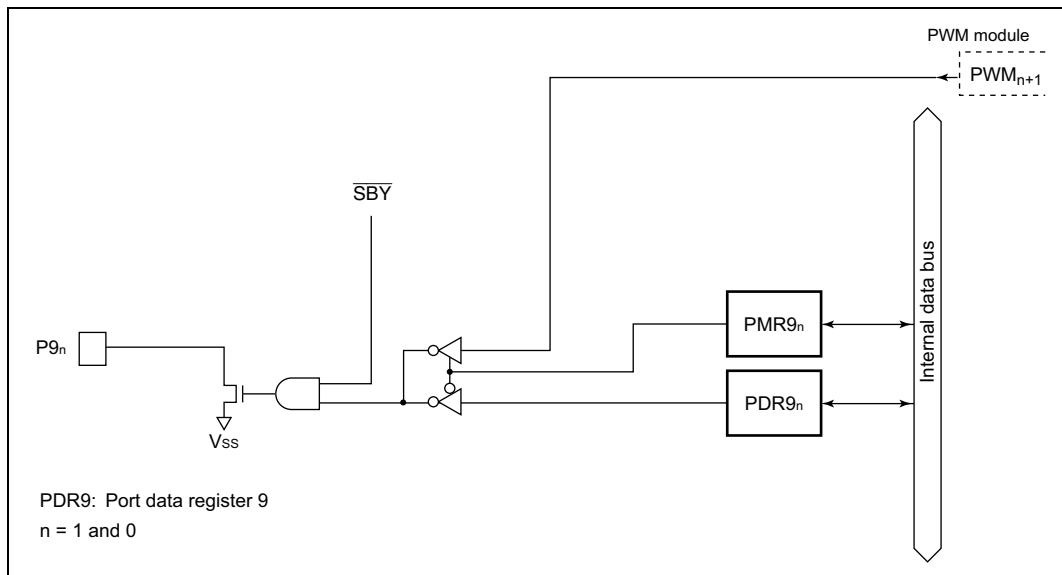 PWM module
PWMn+1
SBY
P9n
PMR9n
PDR9n
Internal data bus
VSS
PDR9: Port data register 9
n = 1 and 0